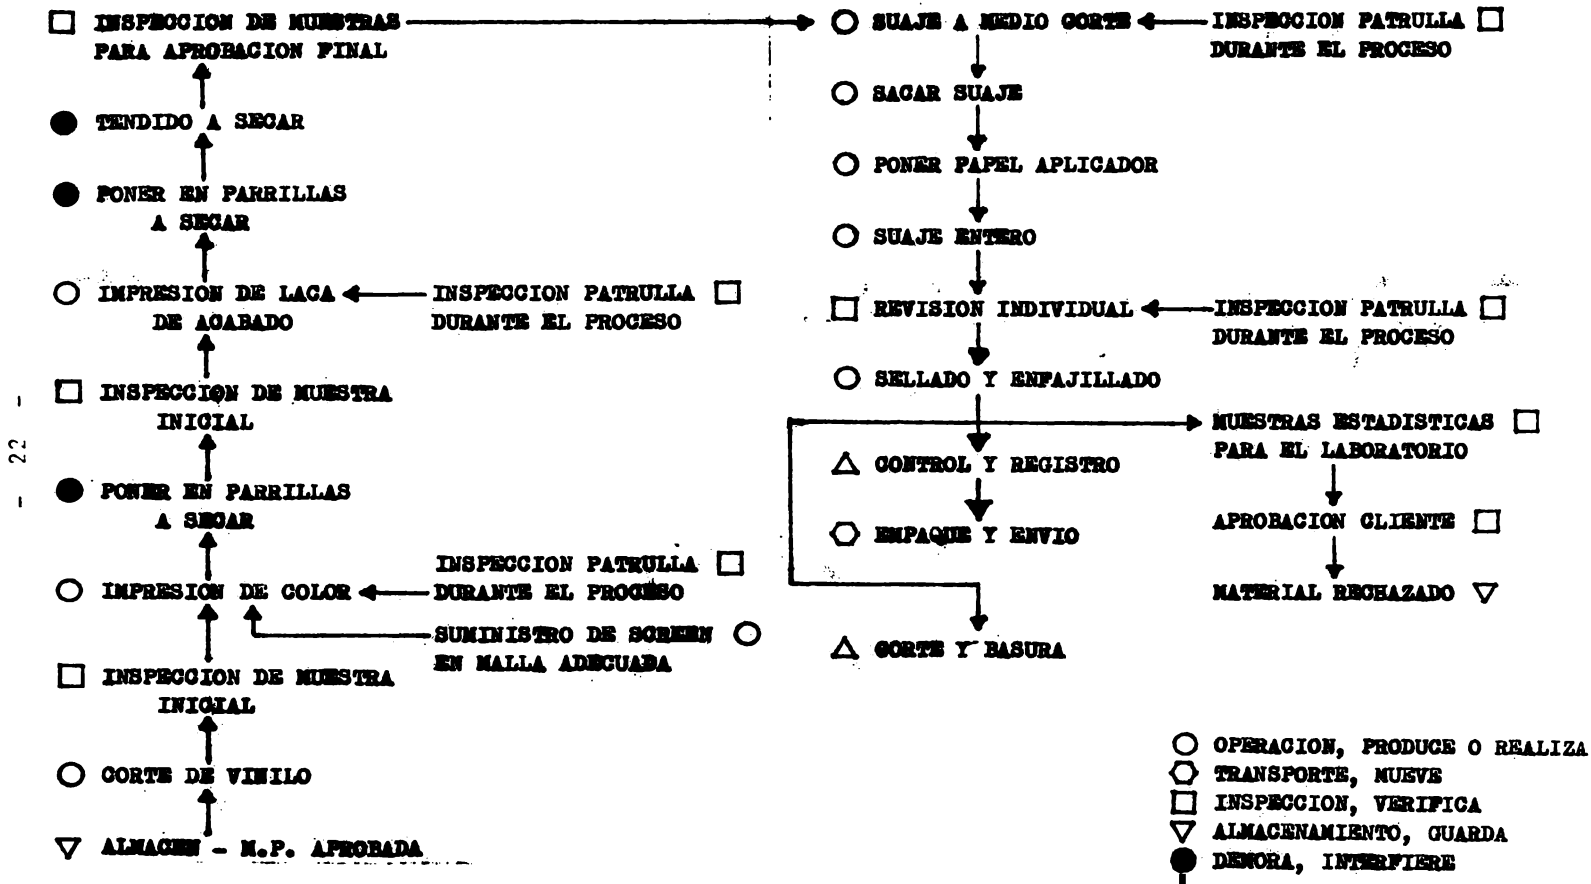 INSPECCION DE MUESTRAS
PARA APROBACION FINAL
TENDIDO A SECAR
PONER EN PARRILLAS
A SECAR
IMPRESION DE LACA
DE ACABADO
INSPECCION PATRULLA
DURANTE EL PROCESO
INSPECCION DE MUESTRA
INICIAL
PONER EN PARRILLAS
A SECAR
IMPRESION DE COLOR
INSPECCION PATRULLA
DURANTE EL PROCESO
SUMINISTRO DE SCREEN
EN MALLA ADECUADA
INSPECCION DE MUESTRA
INICIAL
CORTE DE VINILO
ALMACEN - M.P. APROBADA
- 22 -
SUAJE A MEDIO CORTE
INSPECCION PATRULLA
DURANTE EL PROCESO
SACAR SUAJE
PONER PAPEL APLICADOR
SUAJE ENTERO
REVISION INDIVIDUAL
INSPECCION PATRULLA
DURANTE EL PROCESO
SELLADO Y ENFAJILLADO
MUESTRAS ESTADISTICAS
PARA EL LABORATORIO
CONTROL Y REGISTRO
APROBACION CLIENTE
EMPAQUE Y ENVIO
MATERIAL RECHAZADO
CORTE Y BASURA
OPERACION, PRODUCE O REALIZA
TRANSPORTE, MUEVE
INSPECCION, VERIFICA
ALMACENAMIENTO, GUARDA
DEMORA, INTERFIERE